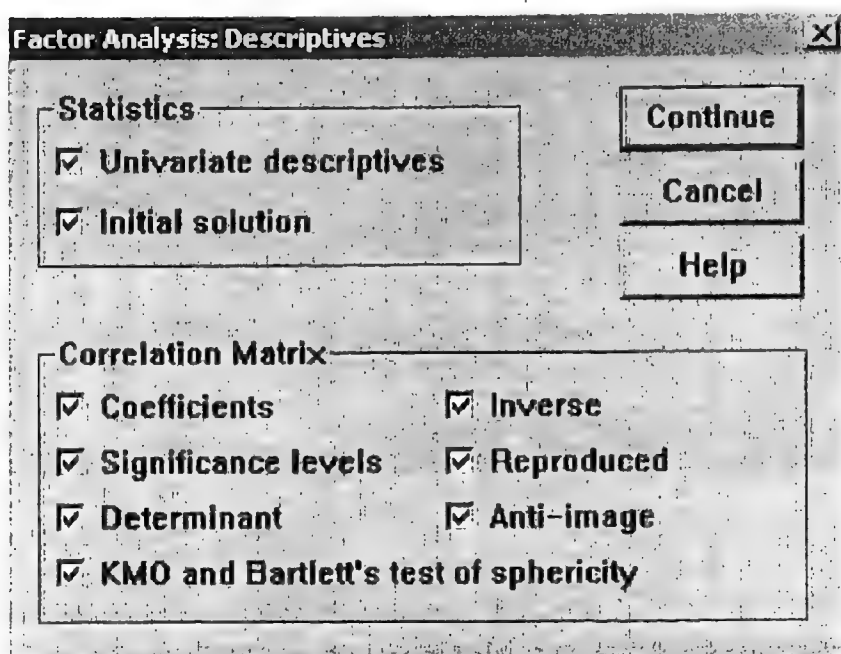 Factor Analysis: Descriptives
Statistics
Univariate descriptives
Initial solution
Continue
Cancel
Help
Correlation Matrix
Coefficients
Inverse
Significance levels
Reproduced
Determinant
Anti-image
KMO and Bartlett's test of sphericity